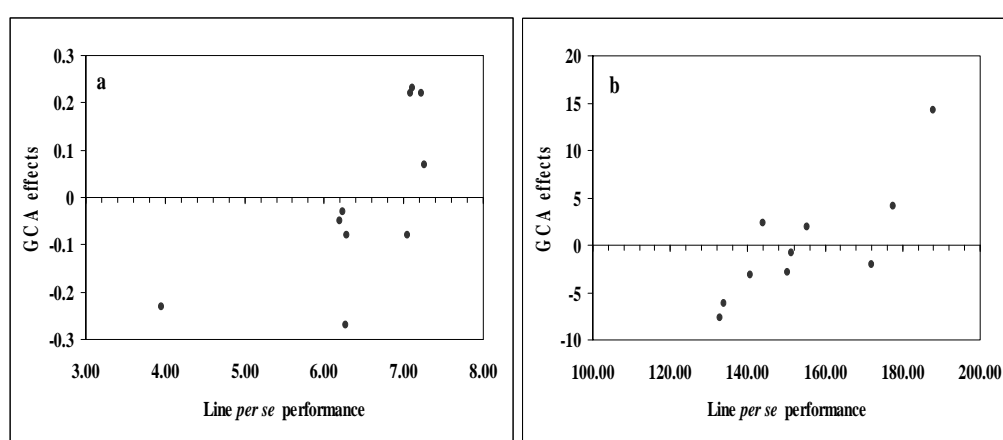 a
0.3
0.2
0.1
0
-0.1
-0.2
-0.3
GCA effects
3.00 4.00 5.00 6.00 7.00 8.00
Line per se performance
b
20
15
10
5
0
-5
-10
GCA effects
100.00 120.00 140.00 160.00 180.00 200.00
Line per se performance